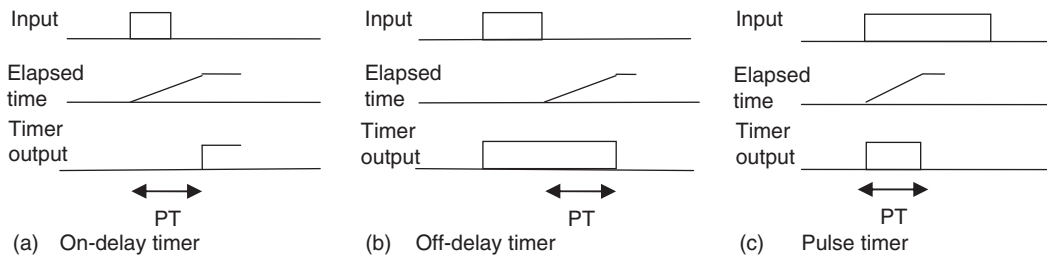 Input
Elapsed
time
Timer
output
PT
(a) On-delay timer
Input
Elapsed
time
Timer
output
PT
(b) Off-delay timer
Input
Elapsed
time
Timer
output
PT
(c) Pulse timer